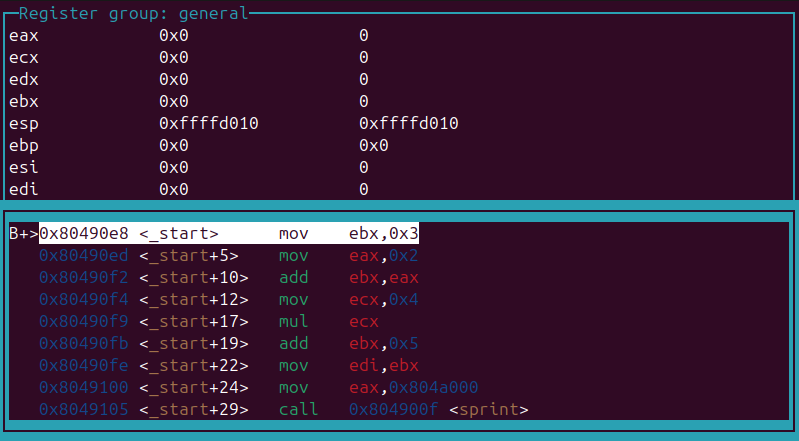 Register group: general
eax 0x0 0
ecx 0x0 0
edx 0x0 0
ebx 0x0 0
esp 0xffffd010 0xffffd010
ebp 0x0 0x0
esi 0x0 0
edi 0x0 0
B+>0x80490e8 <_start> mov ebx,0x3
0x80490ed <_start+5> mov eax,0x2
0x80490f2 <_start+10> add ebx,eax
0x80490f4 <_start+12> mov ecx,0x4
0x80490f9 <_start+17> mul ecx
0x80490fb <_start+19> add ebx,0x5
0x80490fe <_start+22> mov edi,ebx
0x8049100 <_start+24> mov eax,0x804a000
0x8049105 <_start+29> call 0x804900f <sprint>